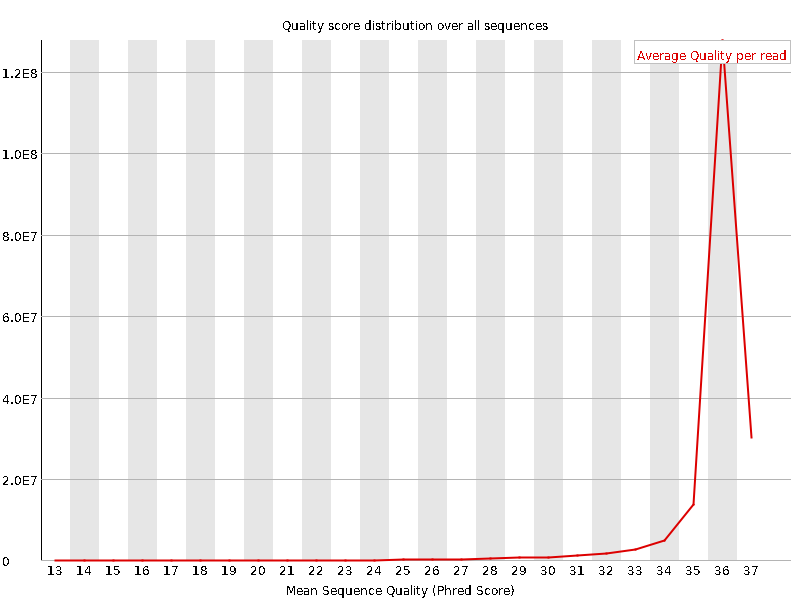 Quality score distribution over all sequences
Average Quality per read
1.2E8
1.0E8
8.0E7
6.0E7
4.0E7
2.0E7
0
13 14 15 16 17 18 19 20 21 22 23 24 25 26 27 28 29 30 31 32 33 34 35 36 37
Mean Sequence Quality (Phred Score)